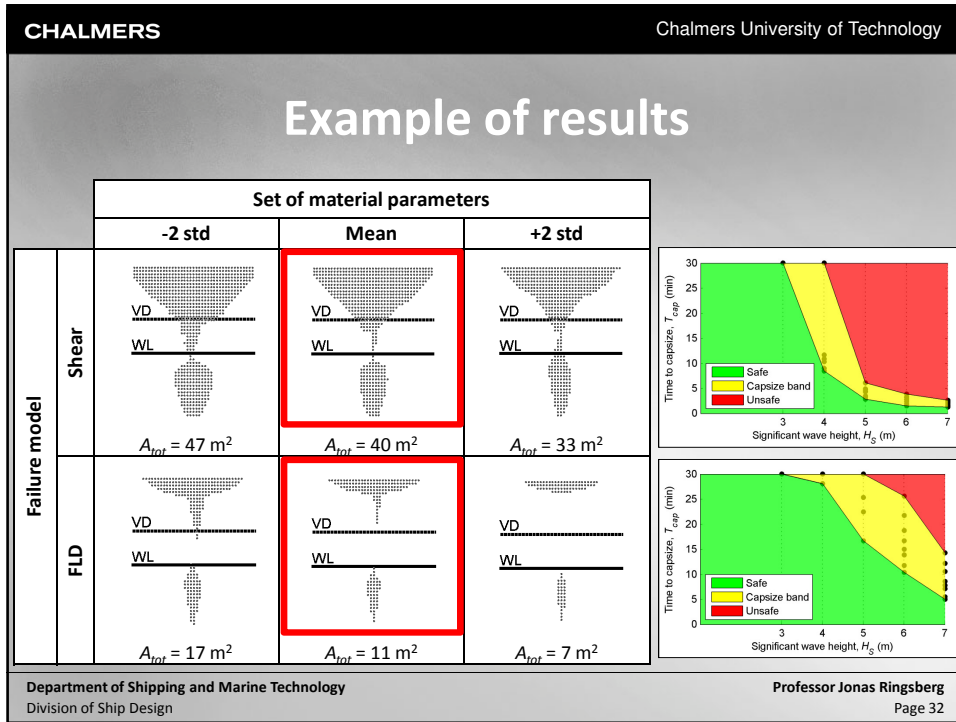 CHALMERS
Chalmers University of Technology
Example of results
Set of material parameters
-2 std
Mean
+2 std
Failure model
Shear
VD
WL
A_tot = 47 m²
VD
WL
A_tot = 40 m²
VD
WL
A_tot = 33 m²
FLD
VD
WL
A_tot = 17 m²
VD
WL
A_tot = 11 m²
VD
WL
A_tot = 7 m²
Time to capsize, T_cap (min)
30
25
20
15
10
5
0
Safe
Capsize band
Unsafe
3 4 5 6 7
Significant wave height, H_S (m)
Time to capsize, T_cap (min)
30
25
20
15
10
5
0
Safe
Capsize band
Unsafe
3 4 5 6 7
Significant wave height, H_S (m)
Department of Shipping and Marine Technology
Division of Ship Design
Professor Jonas Ringsberg
Page 32